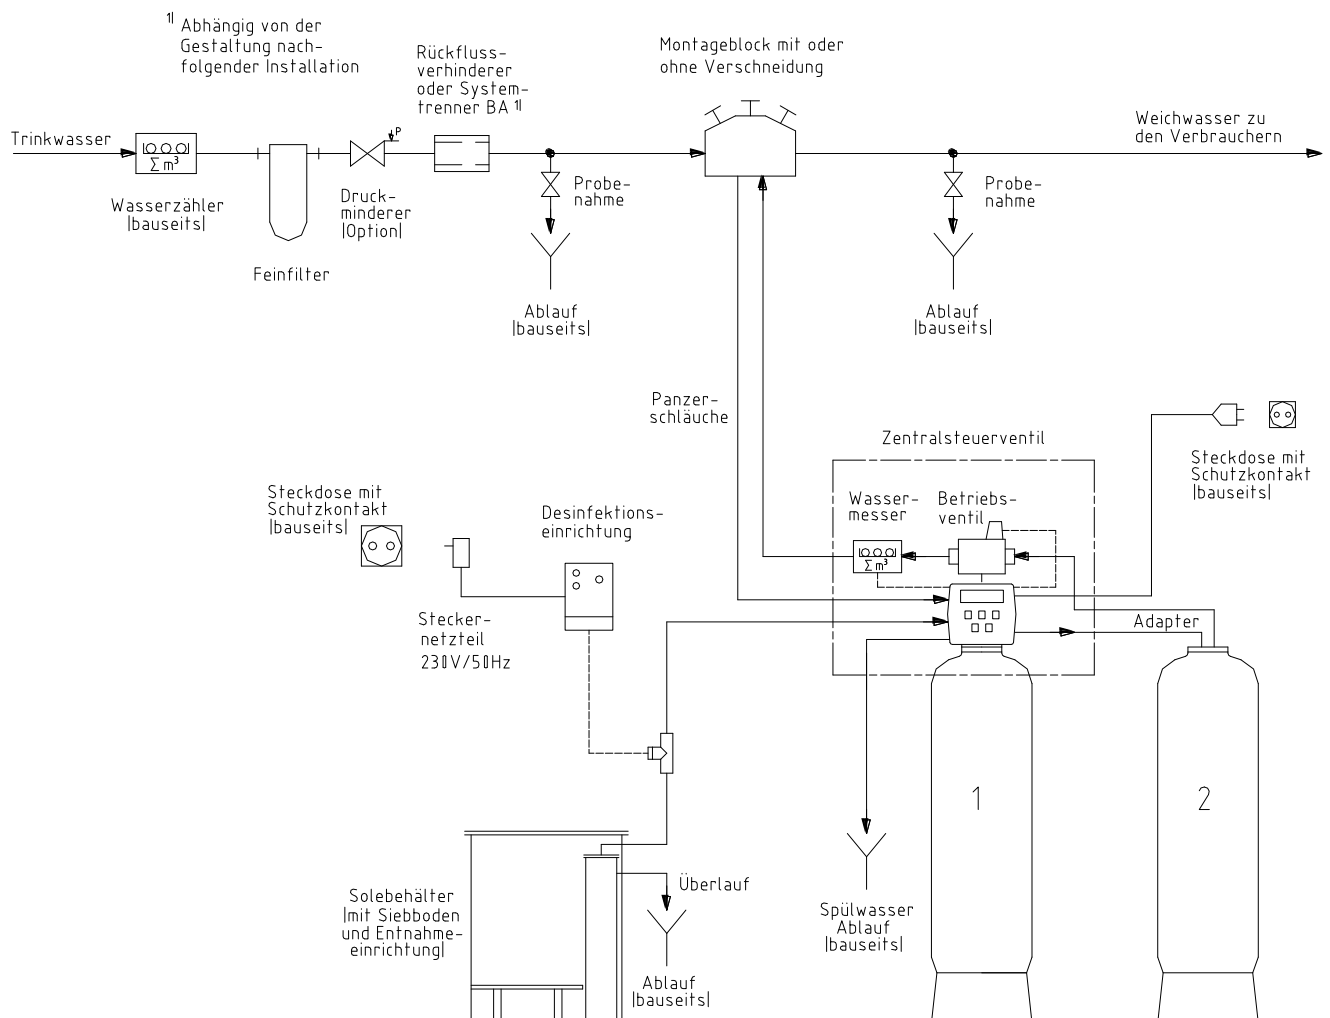 1) Abhängig von der
Gestaltung nach-
folgender Installation
Rückfluss-
verhinderer
oder System-
trenner BA 1)
Montageblock mit oder
ohne Verschneidung
Trinkwasser
P
Weichwasser zu
den Verbrauchern
Σ m³
Wasserzähler
|bauseits|
Druck-
minderer
|Option|
Feinfilter
Probe-
nahme
Ablauf
|bauseits|
Probe-
nahme
Ablauf
|bauseits|
Panzer-
schläuche
Zentralsteuerventil
Steckdose mit
Schutzkontakt
|bauseits|
Steckdose mit
Schutzkontakt
|bauseits|
Desinfektions-
einrichtung
Wasser-
messer
Betriebs-
ventil
Σ m³
Stecker-
netzteil
230V/50Hz
Adapter
1
2
Solebehälter
|mit Siebboden
und Entnahme-
einrichtung|
Überlauf
Ablauf
|bauseits|
Spülwasser
Ablauf
|bauseits|